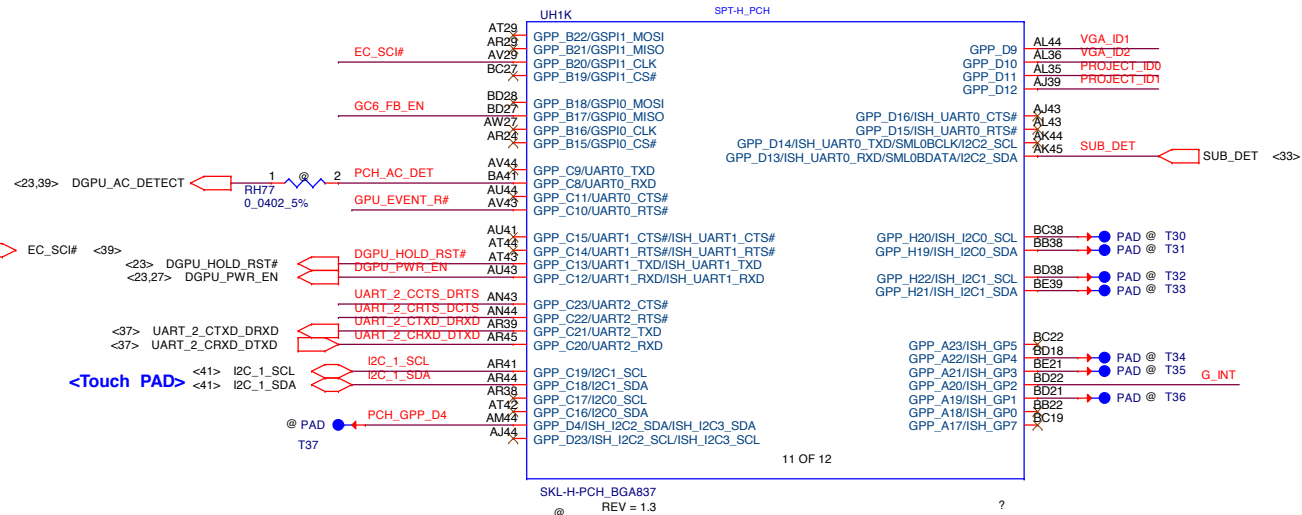 UH1K
SPT-H_PCH
AT29 GPP_B22/GSPI1_MOSI
AR29 GPP_B21/GSPI1_MISO
EC_SCI# AV29 GPP_B20/GSPI1_CLK
BC27 GPP_B19/GSPI1_CS#
BD28 GPP_B18/GSPI0_MOSI
GC6_FB_EN BD27 GPP_B17/GSPI0_MISO
AW27 GPP_B16/GSPI0_CLK
AR24 GPP_B15/GSPI0_CS#
AV44 GPP_C9/UART0_TXD
<23,39> DGPU_AC_DETECT 1 @ 2 PCH_AC_DET BA41 GPP_C8/UART0_RXD
RH77
0_0402_5%
AU44 GPP_C11/UART0_CTS#
GPU_EVENT_R# AV43 GPP_C10/UART0_RTS#
AU41 GPP_C15/UART1_CTS#/ISH_UART1_CTS#
EC_SCI# <39>
AT44 GPP_C14/UART1_RTS#/ISH_UART1_RTS#
<23> DGPU_HOLD_RST# DGPU_HOLD_RST# AT43 GPP_C13/UART1_TXD/ISH_UART1_TXD
<23,27> DGPU_PWR_EN DGPU_PWR_EN AU43 GPP_C12/UART1_RXD/ISH_UART1_RXD
UART_2_CCTS_DRTS AN43 GPP_C23/UART2_CTS#
UART_2_CRTS_DCTS AN44 GPP_C22/UART2_RTS#
<37> UART_2_CTXD_DRXD UART_2_CTXD_DRXD AR39 GPP_C21/UART2_TXD
<37> UART_2_CRXD_DTXD UART_2_CRXD_DTXD AR45 GPP_C20/UART2_RXD
<Touch PAD>
<41> I2C_1_SCL I2C_1_SCL AR41 GPP_C19/I2C1_SCL
<41> I2C_1_SDA I2C_1_SDA AR44 GPP_C18/I2C1_SDA
AR38 GPP_C17/I2C0_SCL
AT42 GPP_C16/I2C0_SDA
@ PAD PCH_GPP_D4 AM44 GPP_D4/ISH_I2C2_SDA/ISH_I2C3_SDA
T37
AJ44 GPP_D23/ISH_I2C2_SCL/ISH_I2C3_SCL
GPP_D9 AL44 VGA_ID1
GPP_D10 AL36 VGA_ID2
GPP_D11 AL35 PROJECT_ID0
GPP_D12 AJ39 PROJECT_ID1
GPP_D16/ISH_UART0_CTS# AJ43
GPP_D15/ISH_UART0_RTS# AL43
GPP_D14/ISH_UART0_TXD/SML0BCLK/I2C2_SCL AK44
GPP_D13/ISH_UART0_RXD/SML0BDATA/I2C2_SDA AK45 SUB_DET SUB_DET <33>
GPP_H20/ISH_I2C0_SCL BC38 PAD @ T30
GPP_H19/ISH_I2C0_SDA BB38 PAD @ T31
GPP_H22/ISH_I2C1_SCL BD38 PAD @ T32
GPP_H21/ISH_I2C1_SDA BE39 PAD @ T33
GPP_A23/ISH_GP5 BC22
GPP_A22/ISH_GP4 BD18 PAD @ T34
GPP_A21/ISH_GP3 BE21 PAD @ T35
GPP_A20/ISH_GP2 BD22 G_INT
GPP_A19/ISH_GP1 BD21 PAD @ T36
GPP_A18/ISH_GP0 BB22
GPP_A17/ISH_GP7 BC19
11 OF 12
SKL-H-PCH_BGA837
@ REV = 1.3 ?